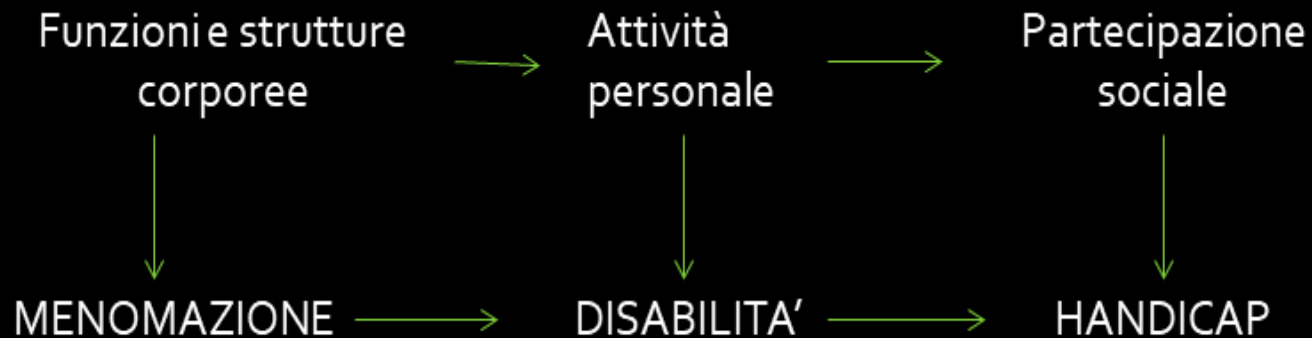 Funzioni e strutture
corporee
Attività
personale
Partecipazione
sociale
MENOMAZIONE
DISABILITA’
HANDICAP